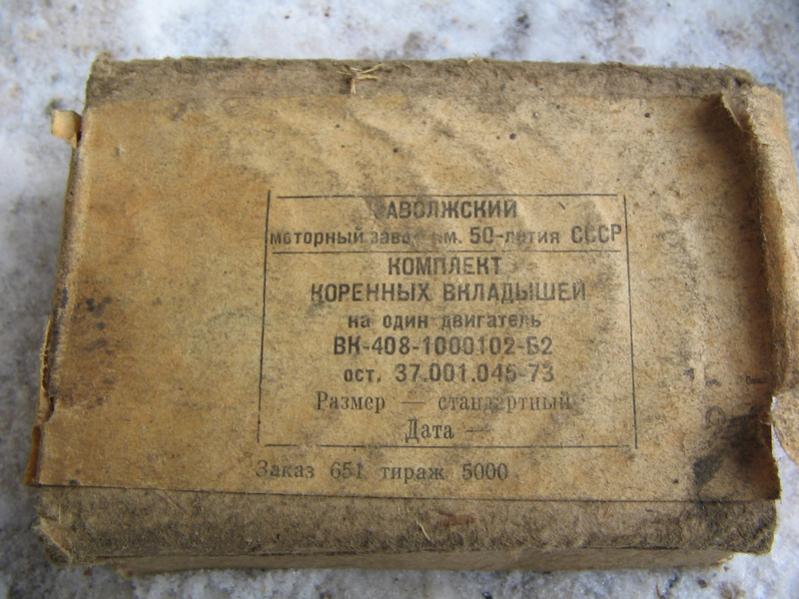 АВОЛЖСКИЙ
моторный заво м. 50-летия СССР
КОМПЛЕКТ
КОРЕННЫХ ВКЛАДЫШЕЙ
на один двигатель
ВК-408-1000102-Б2
ост. 37.001.045-73
Размер — стандартный
Дата —
Заказ 651 тираж 5000